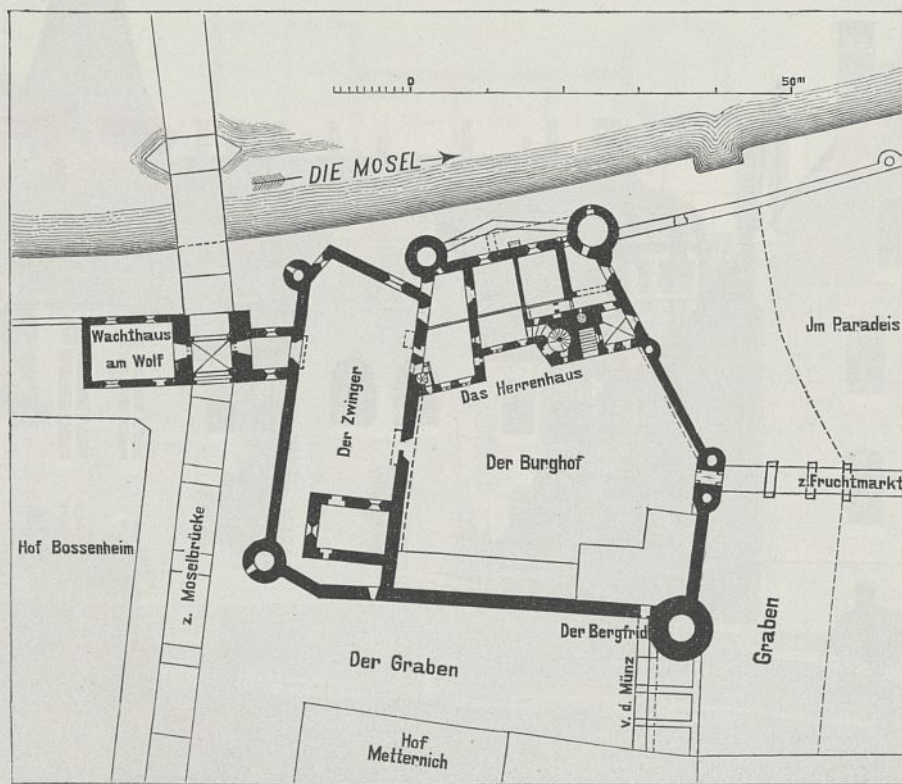 0
50m
DIE MOSEL
Wachthaus
am Wolf
Jm Paradeis
Das Herrenhaus
Der Zwinger
Der Burghof
z. Fruchtmarkt
Hof Bossenheim
z. Moselbrücke
Der Bergfrid
Graben
Der Graben
v. d. Münz
Hof
Metternich